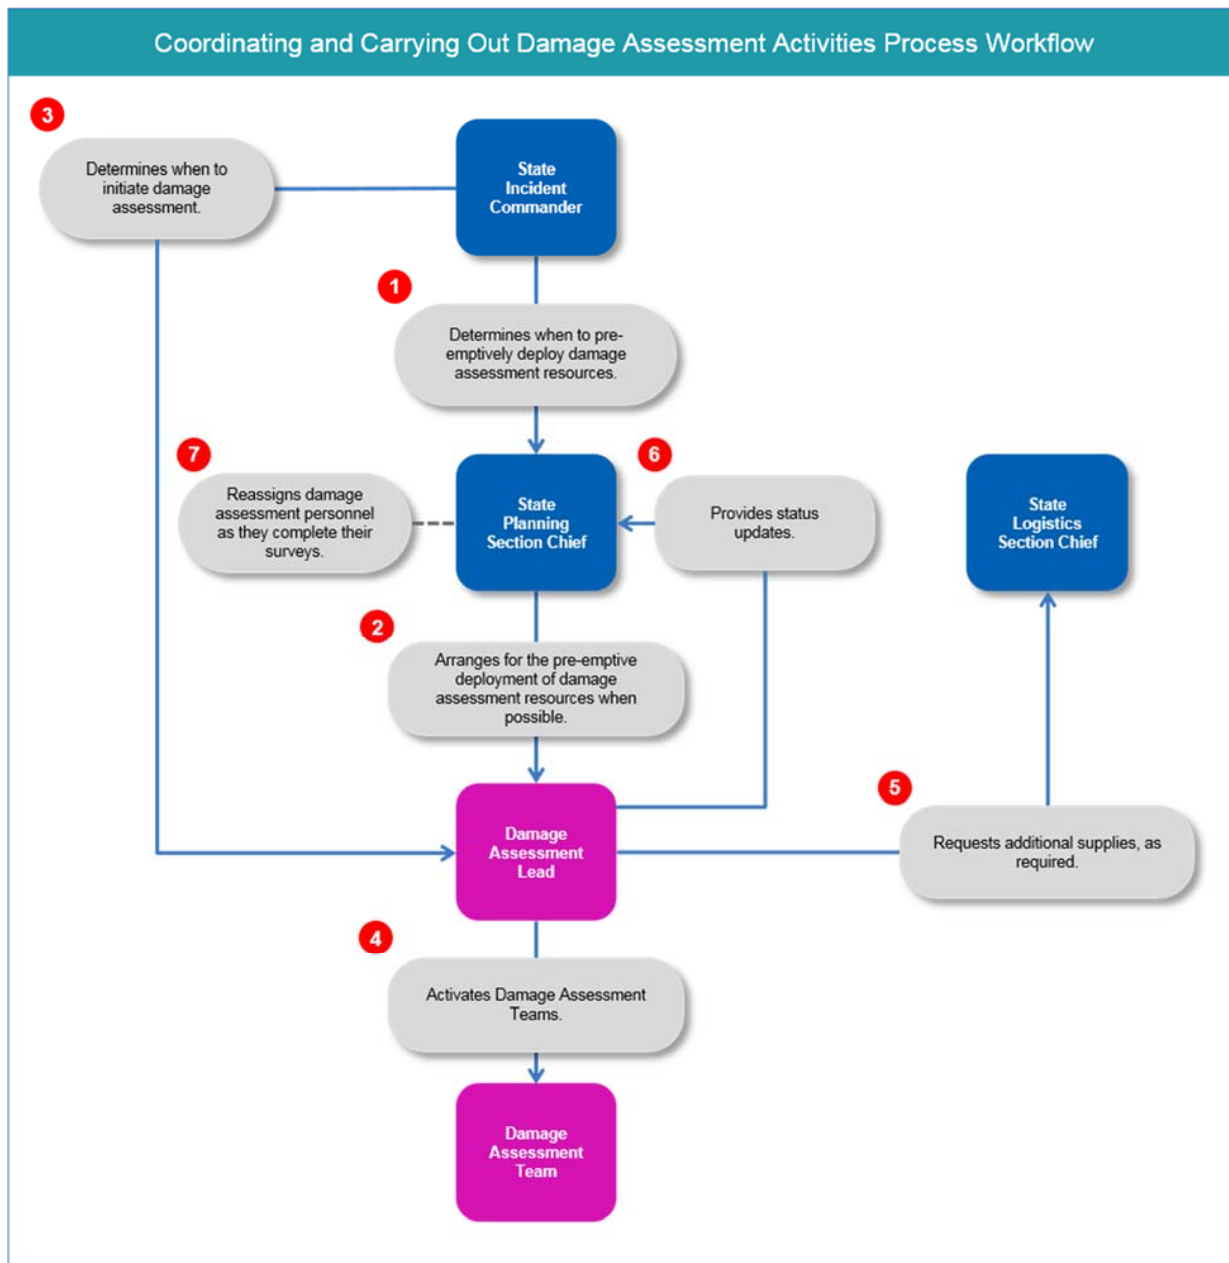 Coordinating and Carrying Out Damage Assessment Activities Process Workflow
3
Determines when to
initiate damage
assessment.
State
Incident
Commander
1
Determines when to pre-
emptively deploy damage
assessment resources.
7
Reassigns damage
assessment personnel
as they complete their
surveys.
State
Planning
Section Chief
6
Provides status
updates.
State
Logistics
Section Chief
2
Arranges for the pre-emptive
deployment of damage
assessment resources when
possible.
Damage
Assessment
Lead
5
Requests additional supplies, as
required.
4
Activates Damage Assessment
Teams.
Damage
Assessment
Team